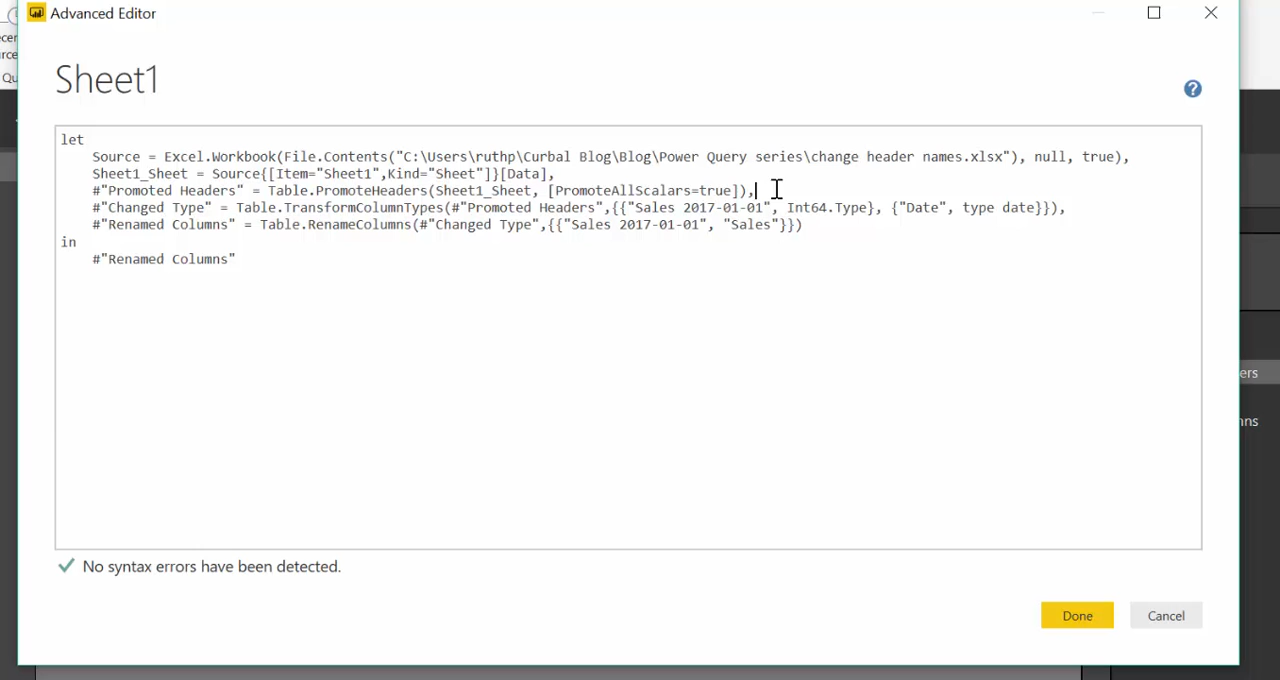 Advanced Editor
Sheet1
let
Source = Excel.Workbook(File.Contents("C:\Users\ruthp\Curbal Blog\Blog\Power Query series\change header names.xlsx"), null, true),
Sheet1_Sheet = Source{[Item="Sheet1",Kind="Sheet"]}[Data],
#"Promoted Headers" = Table.PromoteHeaders(Sheet1_Sheet, [PromoteAllScalars=true]),
#"Changed Type" = Table.TransformColumnTypes(#"Promoted Headers",{{"Sales 2017-01-01", Int64.Type}, {"Date", type date}}),
#"Renamed Columns" = Table.RenameColumns(#"Changed Type",{{"Sales 2017-01-01", "Sales"}})
in
#"Renamed Columns"
No syntax errors have been detected.
Done
Cancel